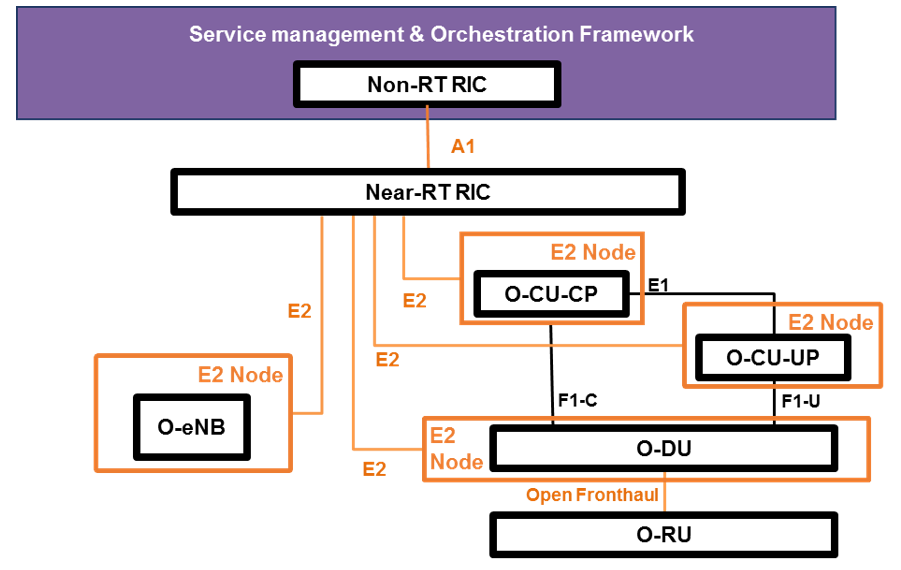 Service management & Orchestration Framework
Non-RT RIC
A1
Near-RT RIC
E2 Node
O-CU-CP
E1
E2
E2
E2 Node
O-CU-UP
E2
E2 Node
O-eNB
F1-C
F1-U
E2
Node
O-DU
E2
Open Fronthaul
O-RU